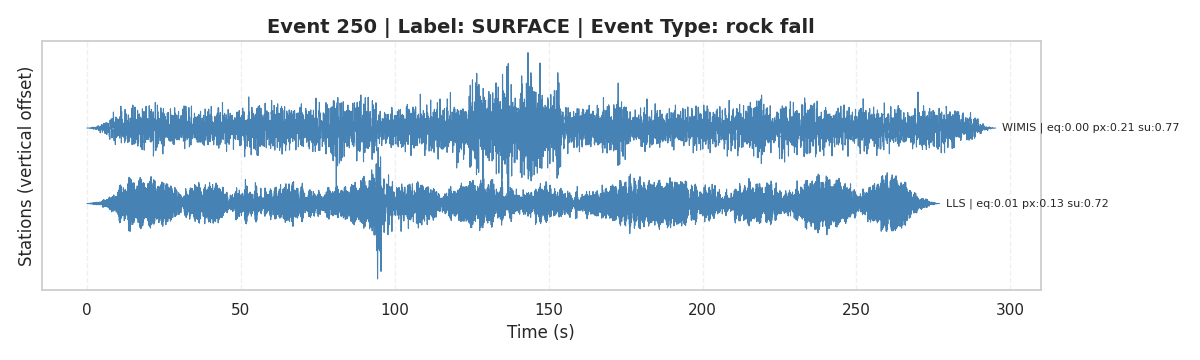 Event 250 | Label: SURFACE | Event Type: rock fall
Stations (vertical offset)
WIMIS | eq:0.00 px:0.21 su:0.77
LLS | eq:0.01 px:0.13 su:0.72
0 50 100 150 200 250 300
Time (s)